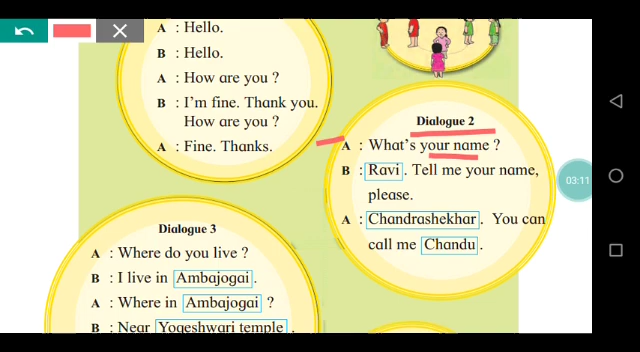 A : Hello.
B : Hello.
A : How are you ?
B : I'm fine. Thank you.
How are you ?
A : Fine. Thanks.
Dialogue 2
A : What's your name ?
B : Ravi . Tell me your name,
please.
A : Chandrashekhar . You can
call me Chandu .
Dialogue 3
A : Where do you live ?
B : I live in Ambajogai .
A : Where in Ambajogai ?
B : Near Yogeshwari temple .
03:11